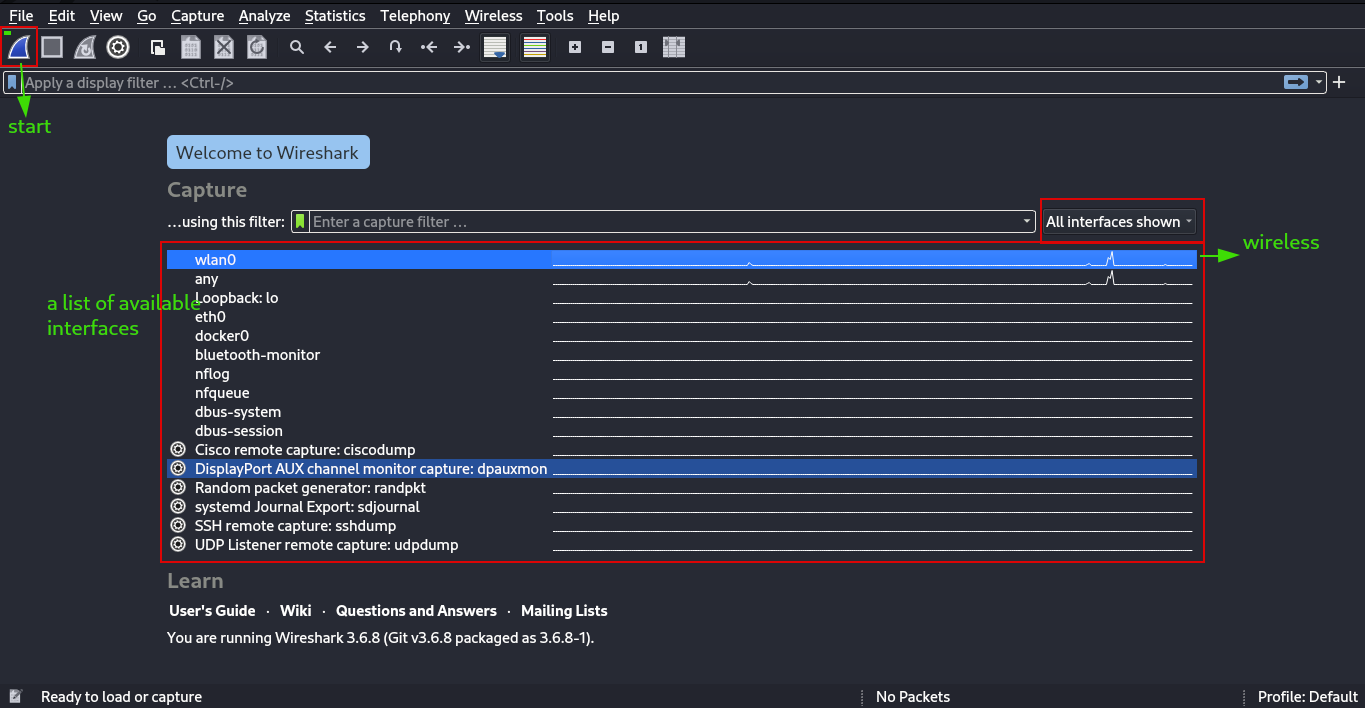 File Edit View Go Capture Analyze Statistics Telephony Wireless Tools Help
Apply a display filter … <Ctrl-/>
start
Welcome to Wireshark
Capture
…using this filter: Enter a capture filter … All interfaces shown
wireless
a list of available
interfaces
wlan0
any
Loopback: lo
eth0
docker0
bluetooth-monitor
nflog
nfqueue
dbus-system
dbus-session
Cisco remote capture: ciscodump
DisplayPort AUX channel monitor capture: dpauxmon
Random packet generator: randpkt
systemd Journal Export: sdjournal
SSH remote capture: sshdump
UDP Listener remote capture: udpdump
Learn
User's Guide · Wiki · Questions and Answers · Mailing Lists
You are running Wireshark 3.6.8 (Git v3.6.8 packaged as 3.6.8-1).
Ready to load or capture No Packets Profile: Default